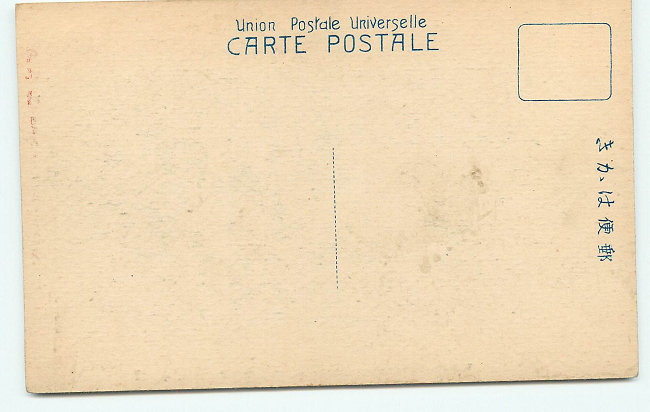 Union Postale Universelle
CARTE POSTALE
きがは便郵